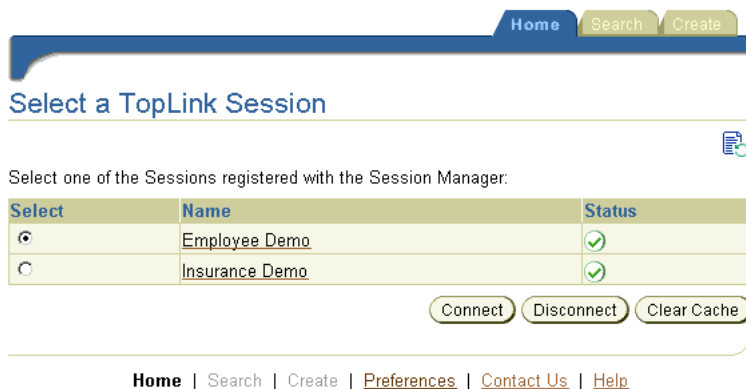 Home Search Create
Select a TopLink Session
Select one of the Sessions registered with the Session Manager:
Select Name Status
Employee Demo
Insurance Demo
Connect Disconnect Clear Cache
Home | Search | Create | Preferences | Contact Us | Help